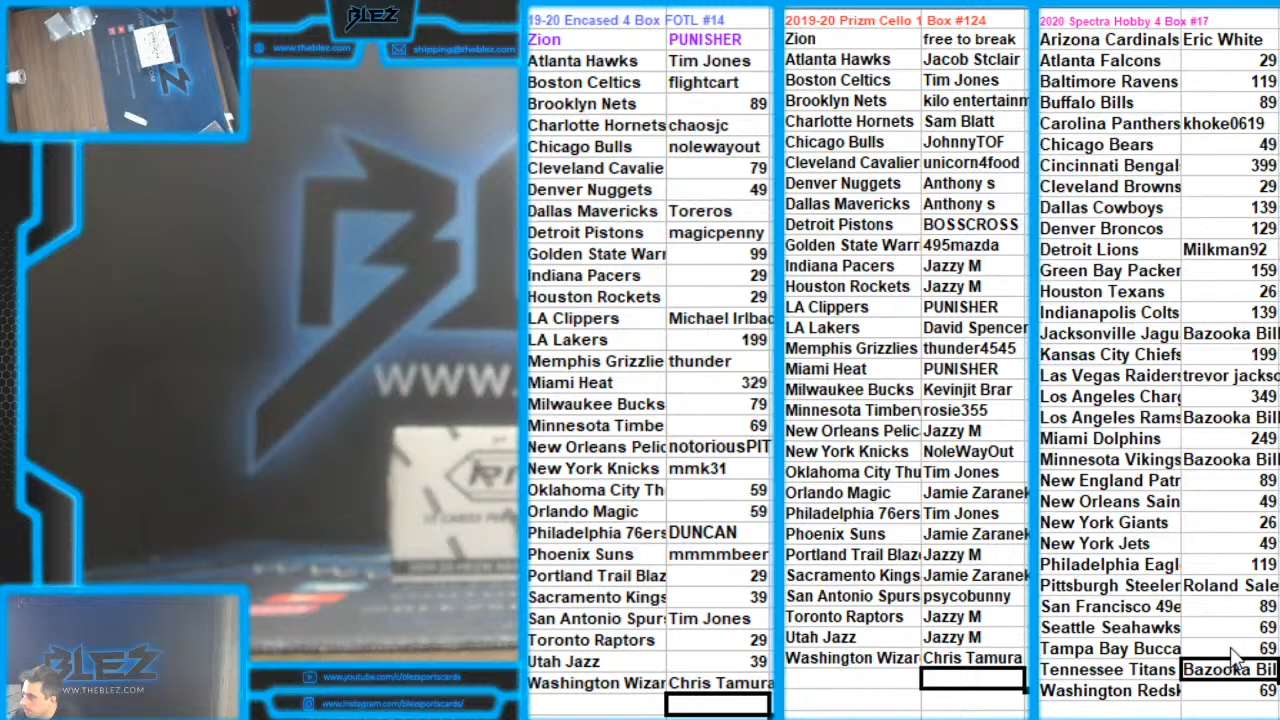 BLEZ
www.theblez.com
shipping@theblez.com
BLEZ
WWW.
BLEZ
WWW.THEBLEZ.COM
www.youtube.com/c/blezsportscards
www.instagram.com/blezsportscards/
19-20 Encased 4 Box FOTL #14
Zion PUNISHER
Atlanta Hawks Tim Jones
Boston Celtics flightcart
Brooklyn Nets 89
Charlotte Hornets chaosjc
Chicago Bulls nolewayout
Cleveland Cavalie 79
Denver Nuggets 49
Dallas Mavericks Toreros
Detroit Pistons magicpenny
Golden State Warr 99
Indiana Pacers 29
Houston Rockets 29
LA Clippers Michael Irlbac
LA Lakers 199
Memphis Grizzlie thunder
Miami Heat 329
Milwaukee Bucks 79
Minnesota Timbe 69
New Orleans Pelic notoriousPIT
New York Knicks mmk31
Oklahoma City Th 59
Orlando Magic 59
Philadelphia 76ers DUNCAN
Phoenix Suns mmmmbeer
Portland Trail Blaz 29
Sacramento Kings 39
San Antonio Spurs Tim Jones
Toronto Raptors 29
Utah Jazz 39
Washington Wizar Chris Tamura
2019-20 Prizm Cello 1 Box #124
Zion free to break
Atlanta Hawks Jacob Stclair
Boston Celtics Tim Jones
Brooklyn Nets kilo entertainm
Charlotte Hornets Sam Blatt
Chicago Bulls JohnnyTOF
Cleveland Cavalier unicorn4food
Denver Nuggets Anthony s
Dallas Mavericks Anthony s
Detroit Pistons BOSSCROSS
Golden State Warr 495mazda
Indiana Pacers Jazzy M
Houston Rockets Jazzy M
LA Clippers PUNISHER
LA Lakers David Spencer
Memphis Grizzlies thunder4545
Miami Heat PUNISHER
Milwaukee Bucks Kevinjit Brar
Minnesota Timberv rosie355
New Orleans Pelic Jazzy M
New York Knicks NoleWayOut
Oklahoma City Thu Tim Jones
Orlando Magic Jamie Zaranek
Philadelphia 76ers Tim Jones
Phoenix Suns Jamie Zaranek
Portland Trail Blaze Jazzy M
Sacramento Kings Jamie Zaranek
San Antonio Spurs psycobunny
Toronto Raptors Jazzy M
Utah Jazz Jazzy M
Washington Wizar Chris Tamura
2020 Spectra Hobby 4 Box #17
Arizona Cardinals Eric White
Atlanta Falcons 29
Baltimore Ravens 119
Buffalo Bills 89
Carolina Panthers khoke0619
Chicago Bears 49
Cincinnati Bengal 399
Cleveland Browns 29
Dallas Cowboys 139
Denver Broncos 129
Detroit Lions Milkman92
Green Bay Packer 159
Houston Texans 26
Indianapolis Colts 139
Jacksonville Jagu Bazooka Bill
Kansas City Chiefs 199
Las Vegas Raiders trevor jackso
Los Angeles Charg 349
Los Angeles Rams Bazooka Bill
Miami Dolphins 249
Minnesota Vikings Bazooka Bill
New England Patr 89
New Orleans Sain 49
New York Giants 26
New York Jets 49
Philadelphia Eagl 119
Pittsburgh Steeler Roland Sale
San Francisco 49e 89
Seattle Seahawks 69
Tampa Bay Bucca 69
Tennessee Titans Bazooka Bil
Washington Redsk 69